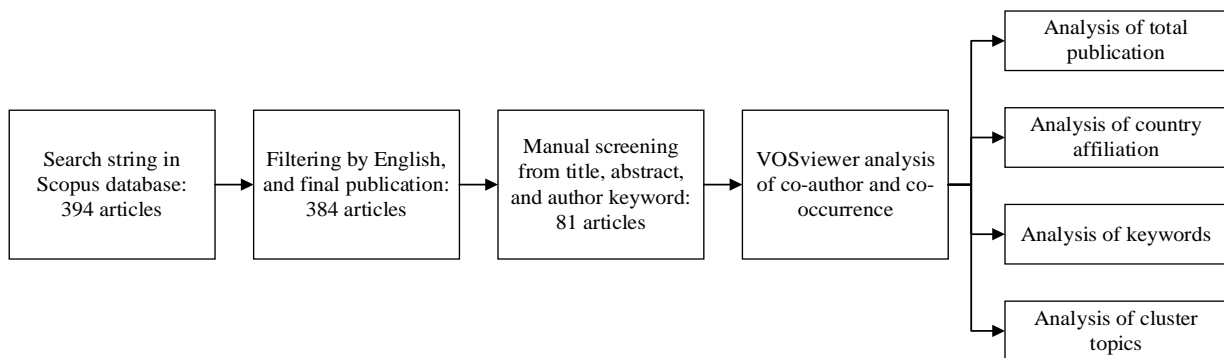 Search string in
Scopus database:
394 articles
Filtering by English,
and final publication:
384 articles
Manual screening
from title, abstract,
and author keyword:
81 articles
VOSviewer analysis
of co-author and co-
occurrence
Analysis of total
publication
Analysis of country
affiliation
Analysis of keywords
Analysis of cluster
topics